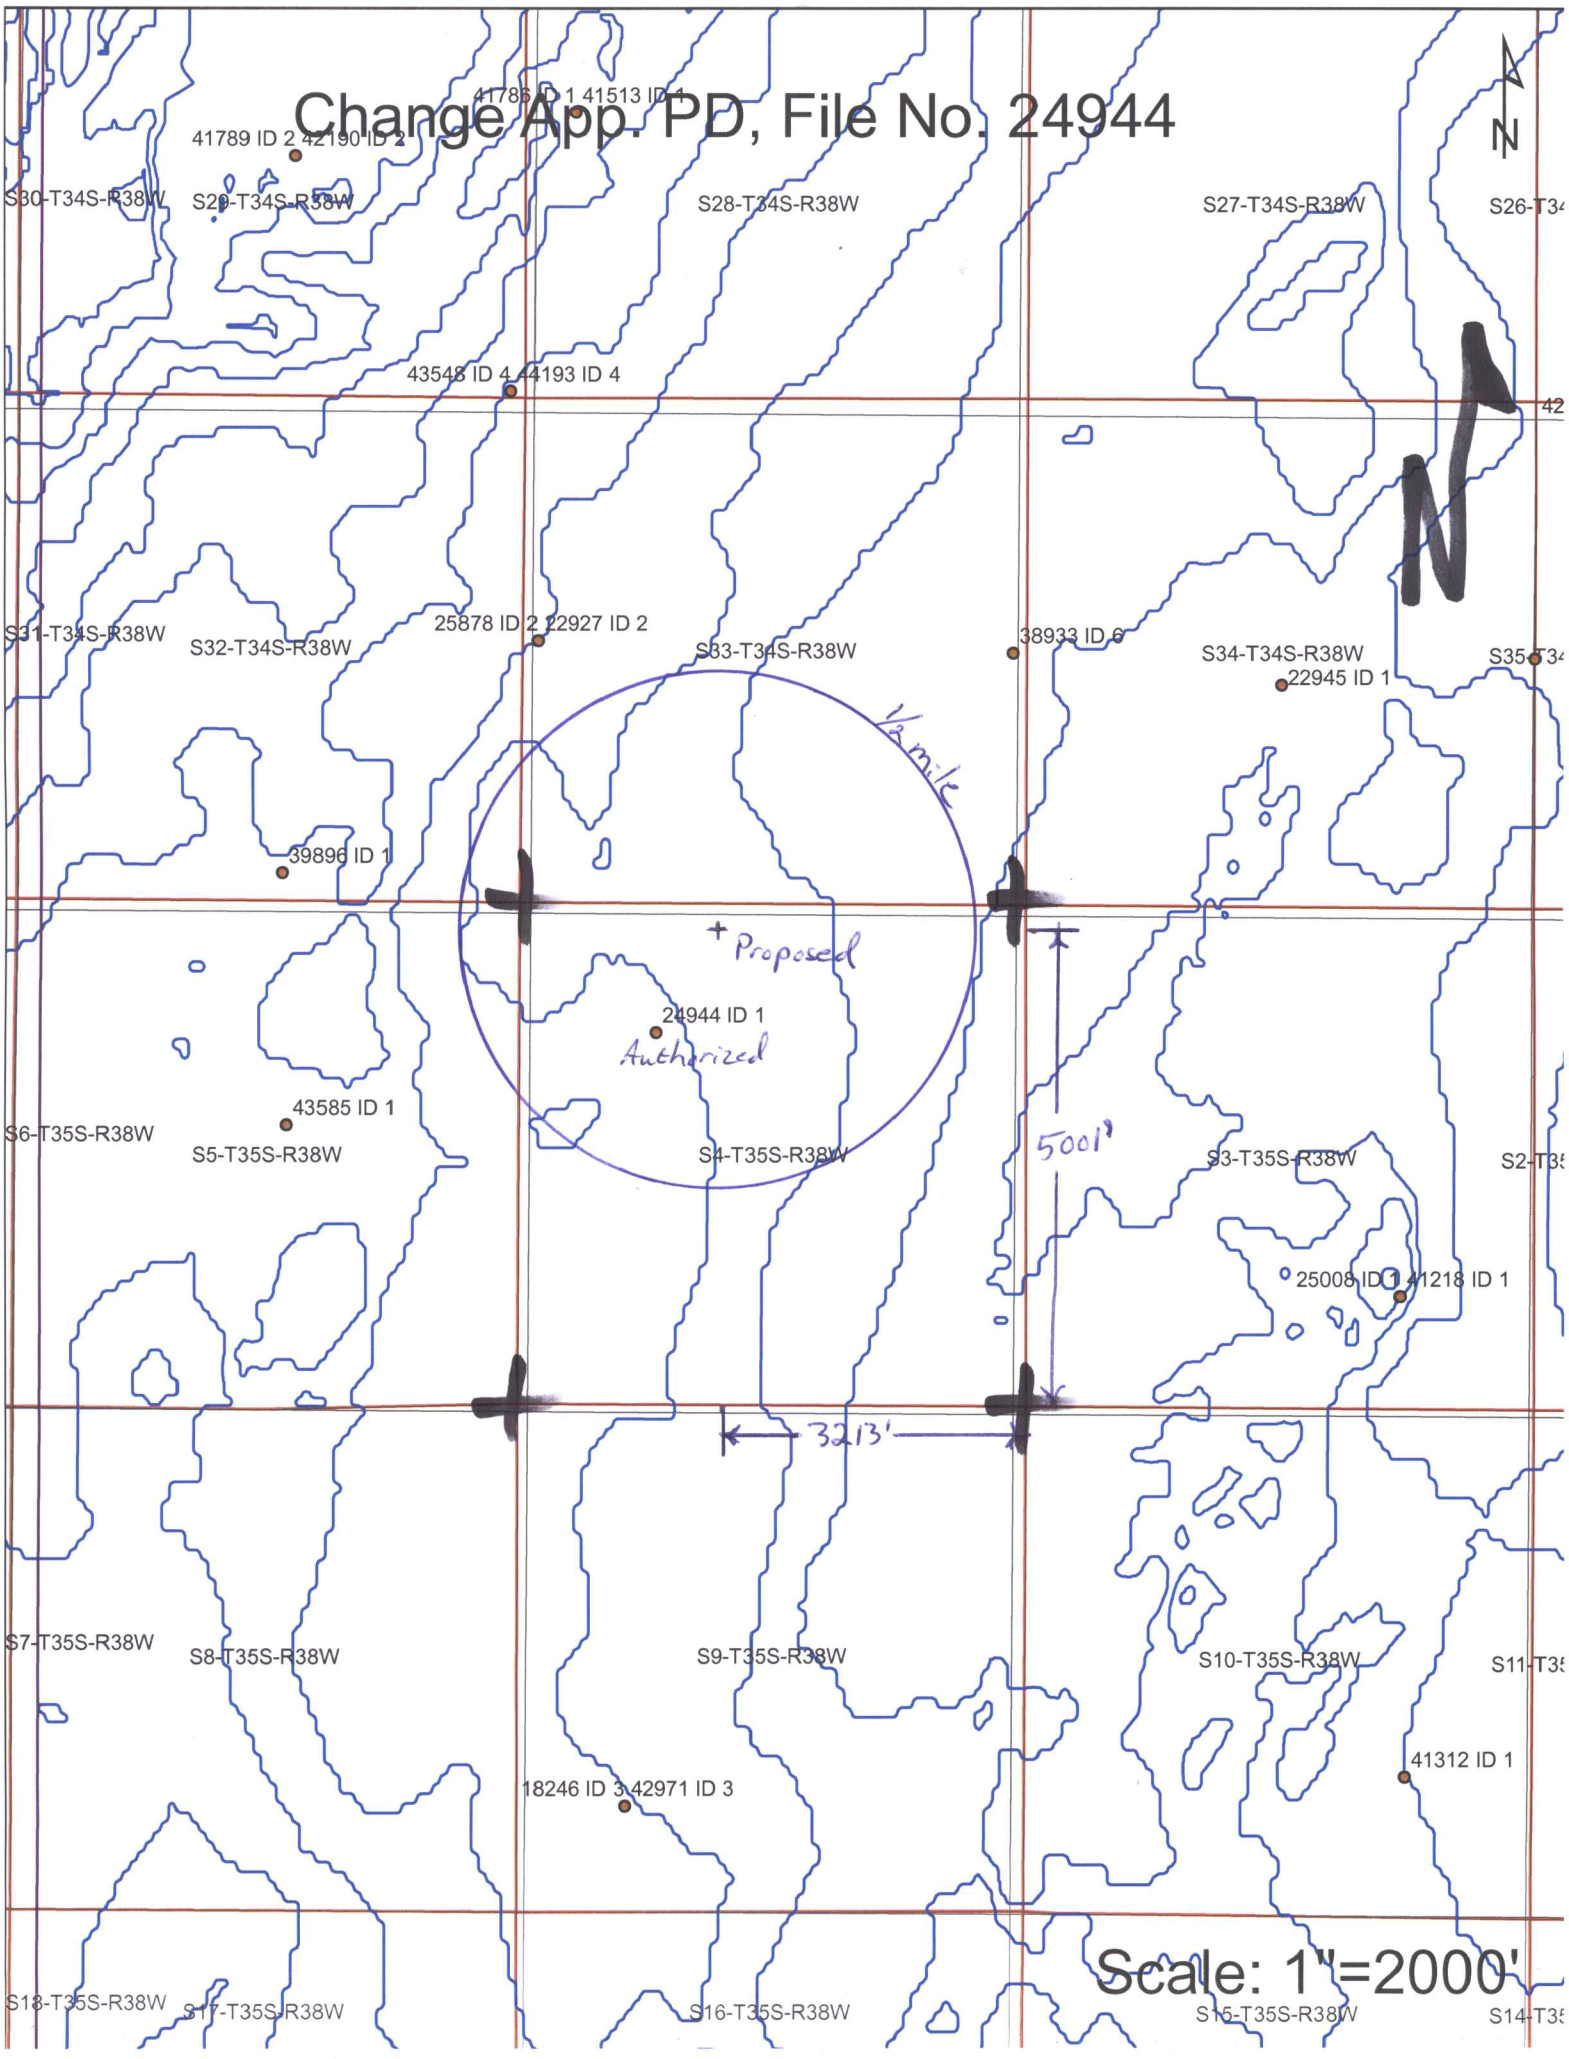 41786 ID 1 41513 ID 1
Change App. PD, File No. 24944
41789 ID 2 42190 ID 2
N
S30-T34S-R38W
S29-T34S-R38W
S28-T34S-R38W
S27-T34S-R38W
S26-T34
43548 ID 4 44193 ID 4
42
N
25878 ID 2 22927 ID 2
38933 ID 6
S31-T34S-R38W
S32-T34S-R38W
S33-T34S-R38W
S34-T34S-R38W
S35-T34
22945 ID 1
1/2 mile
39896 ID 1
Proposed
24944 ID 1
Authorized
43585 ID 1
5001'
S6-T35S-R38W
S5-T35S-R38W
S4-T35S-R38W
S3-T35S-R38W
S2-T35
25008 ID 1 41218 ID 1
3213'
S7-T35S-R38W
S8-T35S-R38W
S9-T35S-R38W
S10-T35S-R38W
S11-T35
41312 ID 1
18246 ID 3 42971 ID 3
Scale: 1"=2000'
S18-T35S-R38W
S17-T35S-R38W
S16-T35S-R38W
S15-T35S-R38W
S14-T35